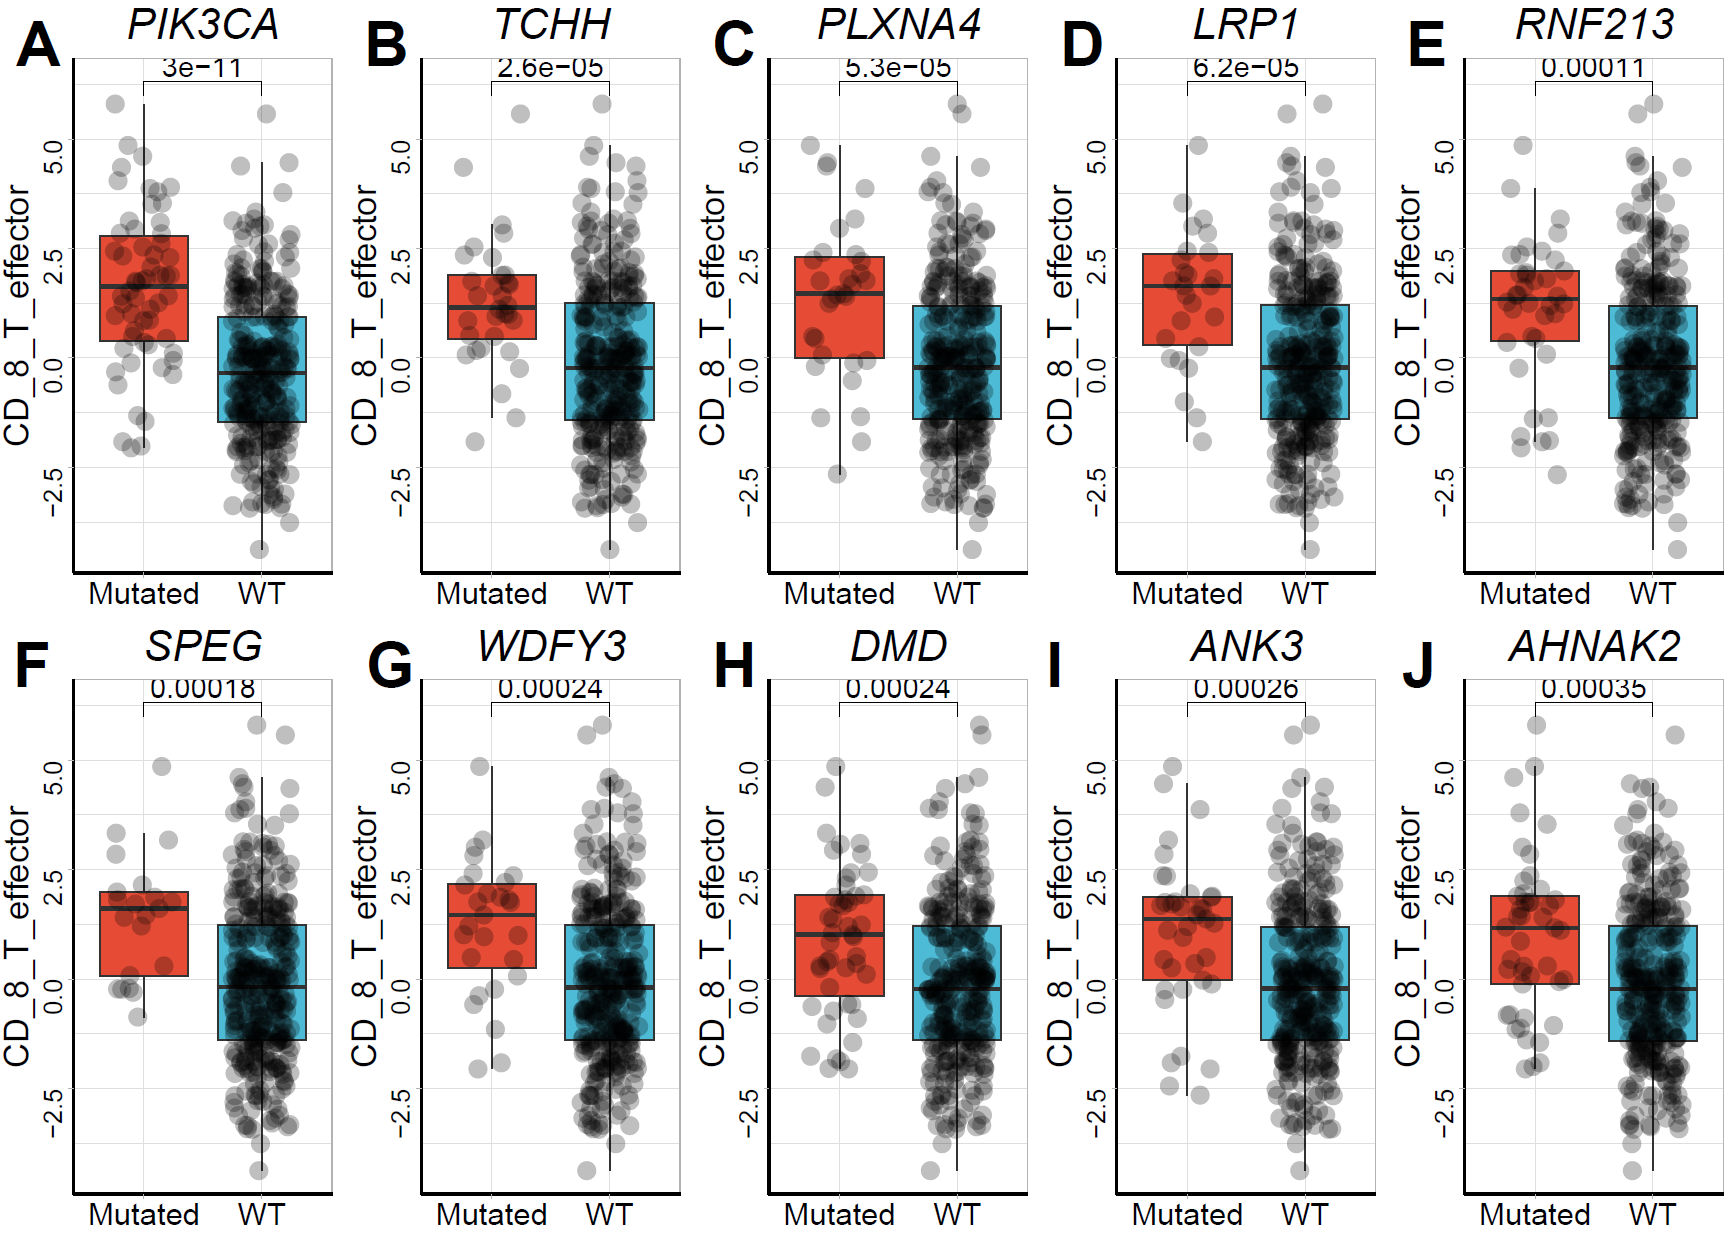 A PIK3CA B TCHH C PLXNA4 D LRP1 E RNF213
3e−11 2.6e−05 5.3e−05 6.2e−05 0.00011
CD_8_T_effector CD_8_T_effector CD_8_T_effector CD_8_T_effector CD_8_T_effector
5.0 5.0 5.0 5.0 5.0
2.5 2.5 2.5 2.5 2.5
0.0 0.0 0.0 0.0 0.0
−2.5 −2.5 −2.5 −2.5 −2.5
Mutated WT Mutated WT Mutated WT Mutated WT Mutated WT
F SPEG G WDFY3 H DMD I ANK3 J AHNAK2
0.00018 0.00024 0.00024 0.00026 0.00035
CD_8_T_effector CD_8_T_effector CD_8_T_effector CD_8_T_effector CD_8_T_effector
5.0 5.0 5.0 5.0 5.0
2.5 2.5 2.5 2.5 2.5
0.0 0.0 0.0 0.0 0.0
−2.5 −2.5 −2.5 −2.5 −2.5
Mutated WT Mutated WT Mutated WT Mutated WT Mutated WT